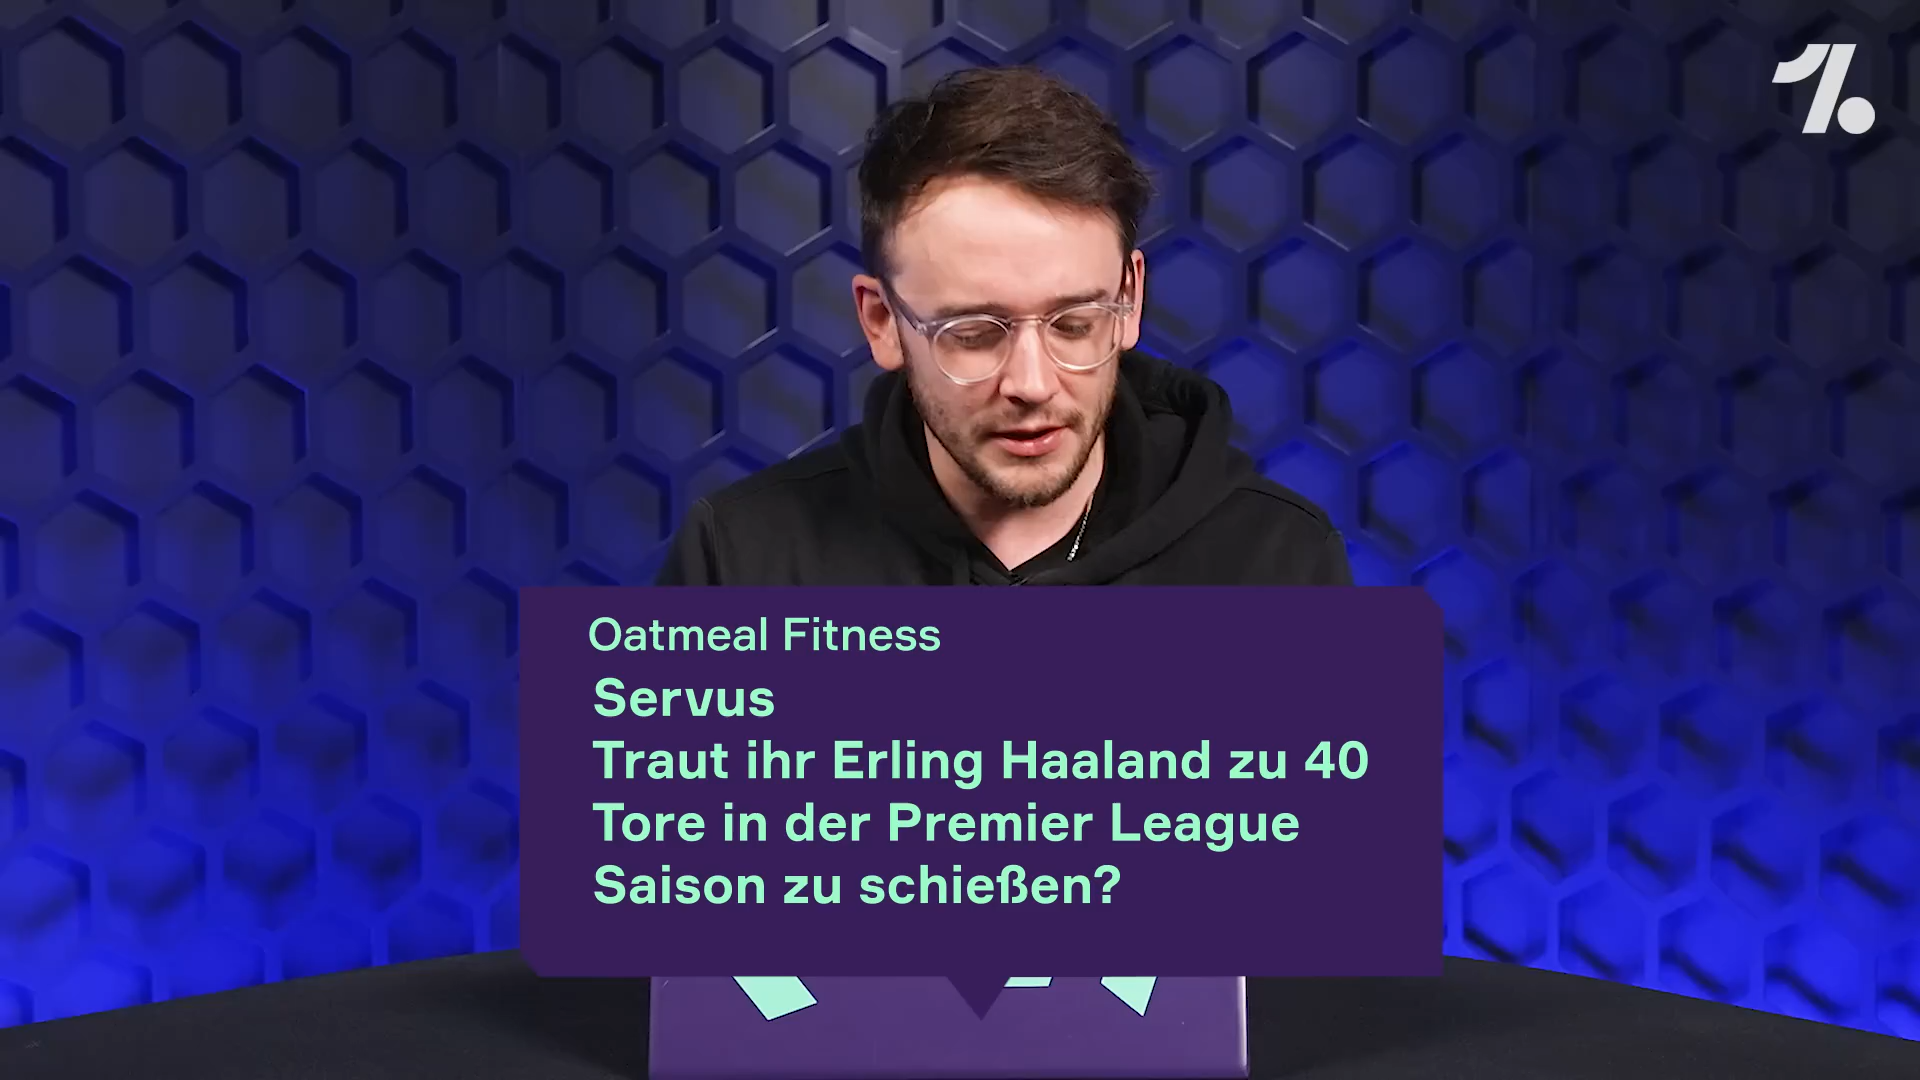 Oatmeal Fitness
Servus
Traut ihr Erling Haaland zu 40
Tore in der Premier League
Saison zu schießen?